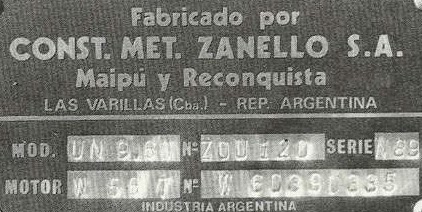 Fabricado por
CONST. MET. ZANELLO S.A.
Maipú y Reconquista
LAS VARILLAS (Cba.) - REP. ARGENTINA
MOD. Nº SERIE
MOTOR Nº
INDUSTRIA ARGENTINA